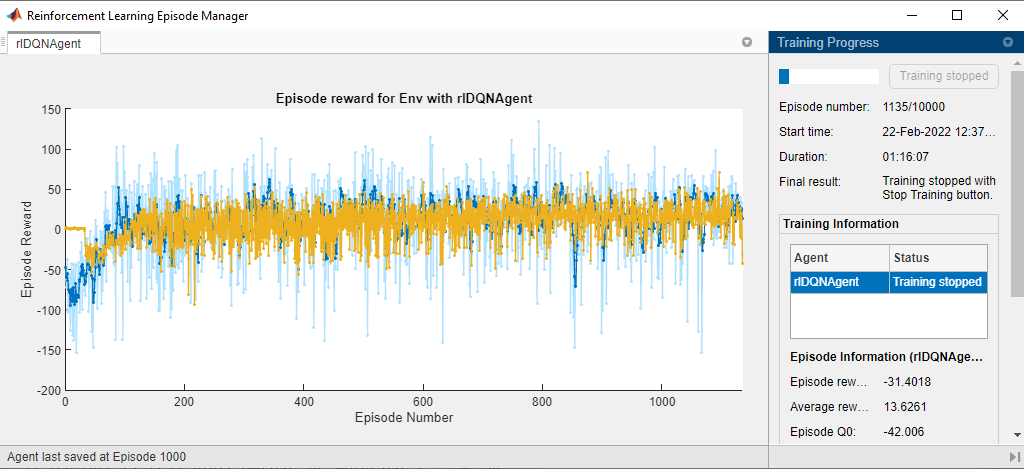 Reinforcement Learning Episode Manager
rlDQNAgent
Training Progress
Training stopped
Episode number: 1135/10000
Start time: 22-Feb-2022 12:37...
Duration: 01:16:07
Final result: Training stopped with
Stop Training button.
Training Information
Agent Status
rlDQNAgent Training stopped
Episode Information (rlDQNAge...
Episode rew... -31.4018
Average rew... 13.6261
Episode Q0: -42.006
Episode reward for Env with rlDQNAgent
Episode Reward
150
100
50
0
-50
-100
-150
-200
0 200 400 600 800 1000
Episode Number
Agent last saved at Episode 1000